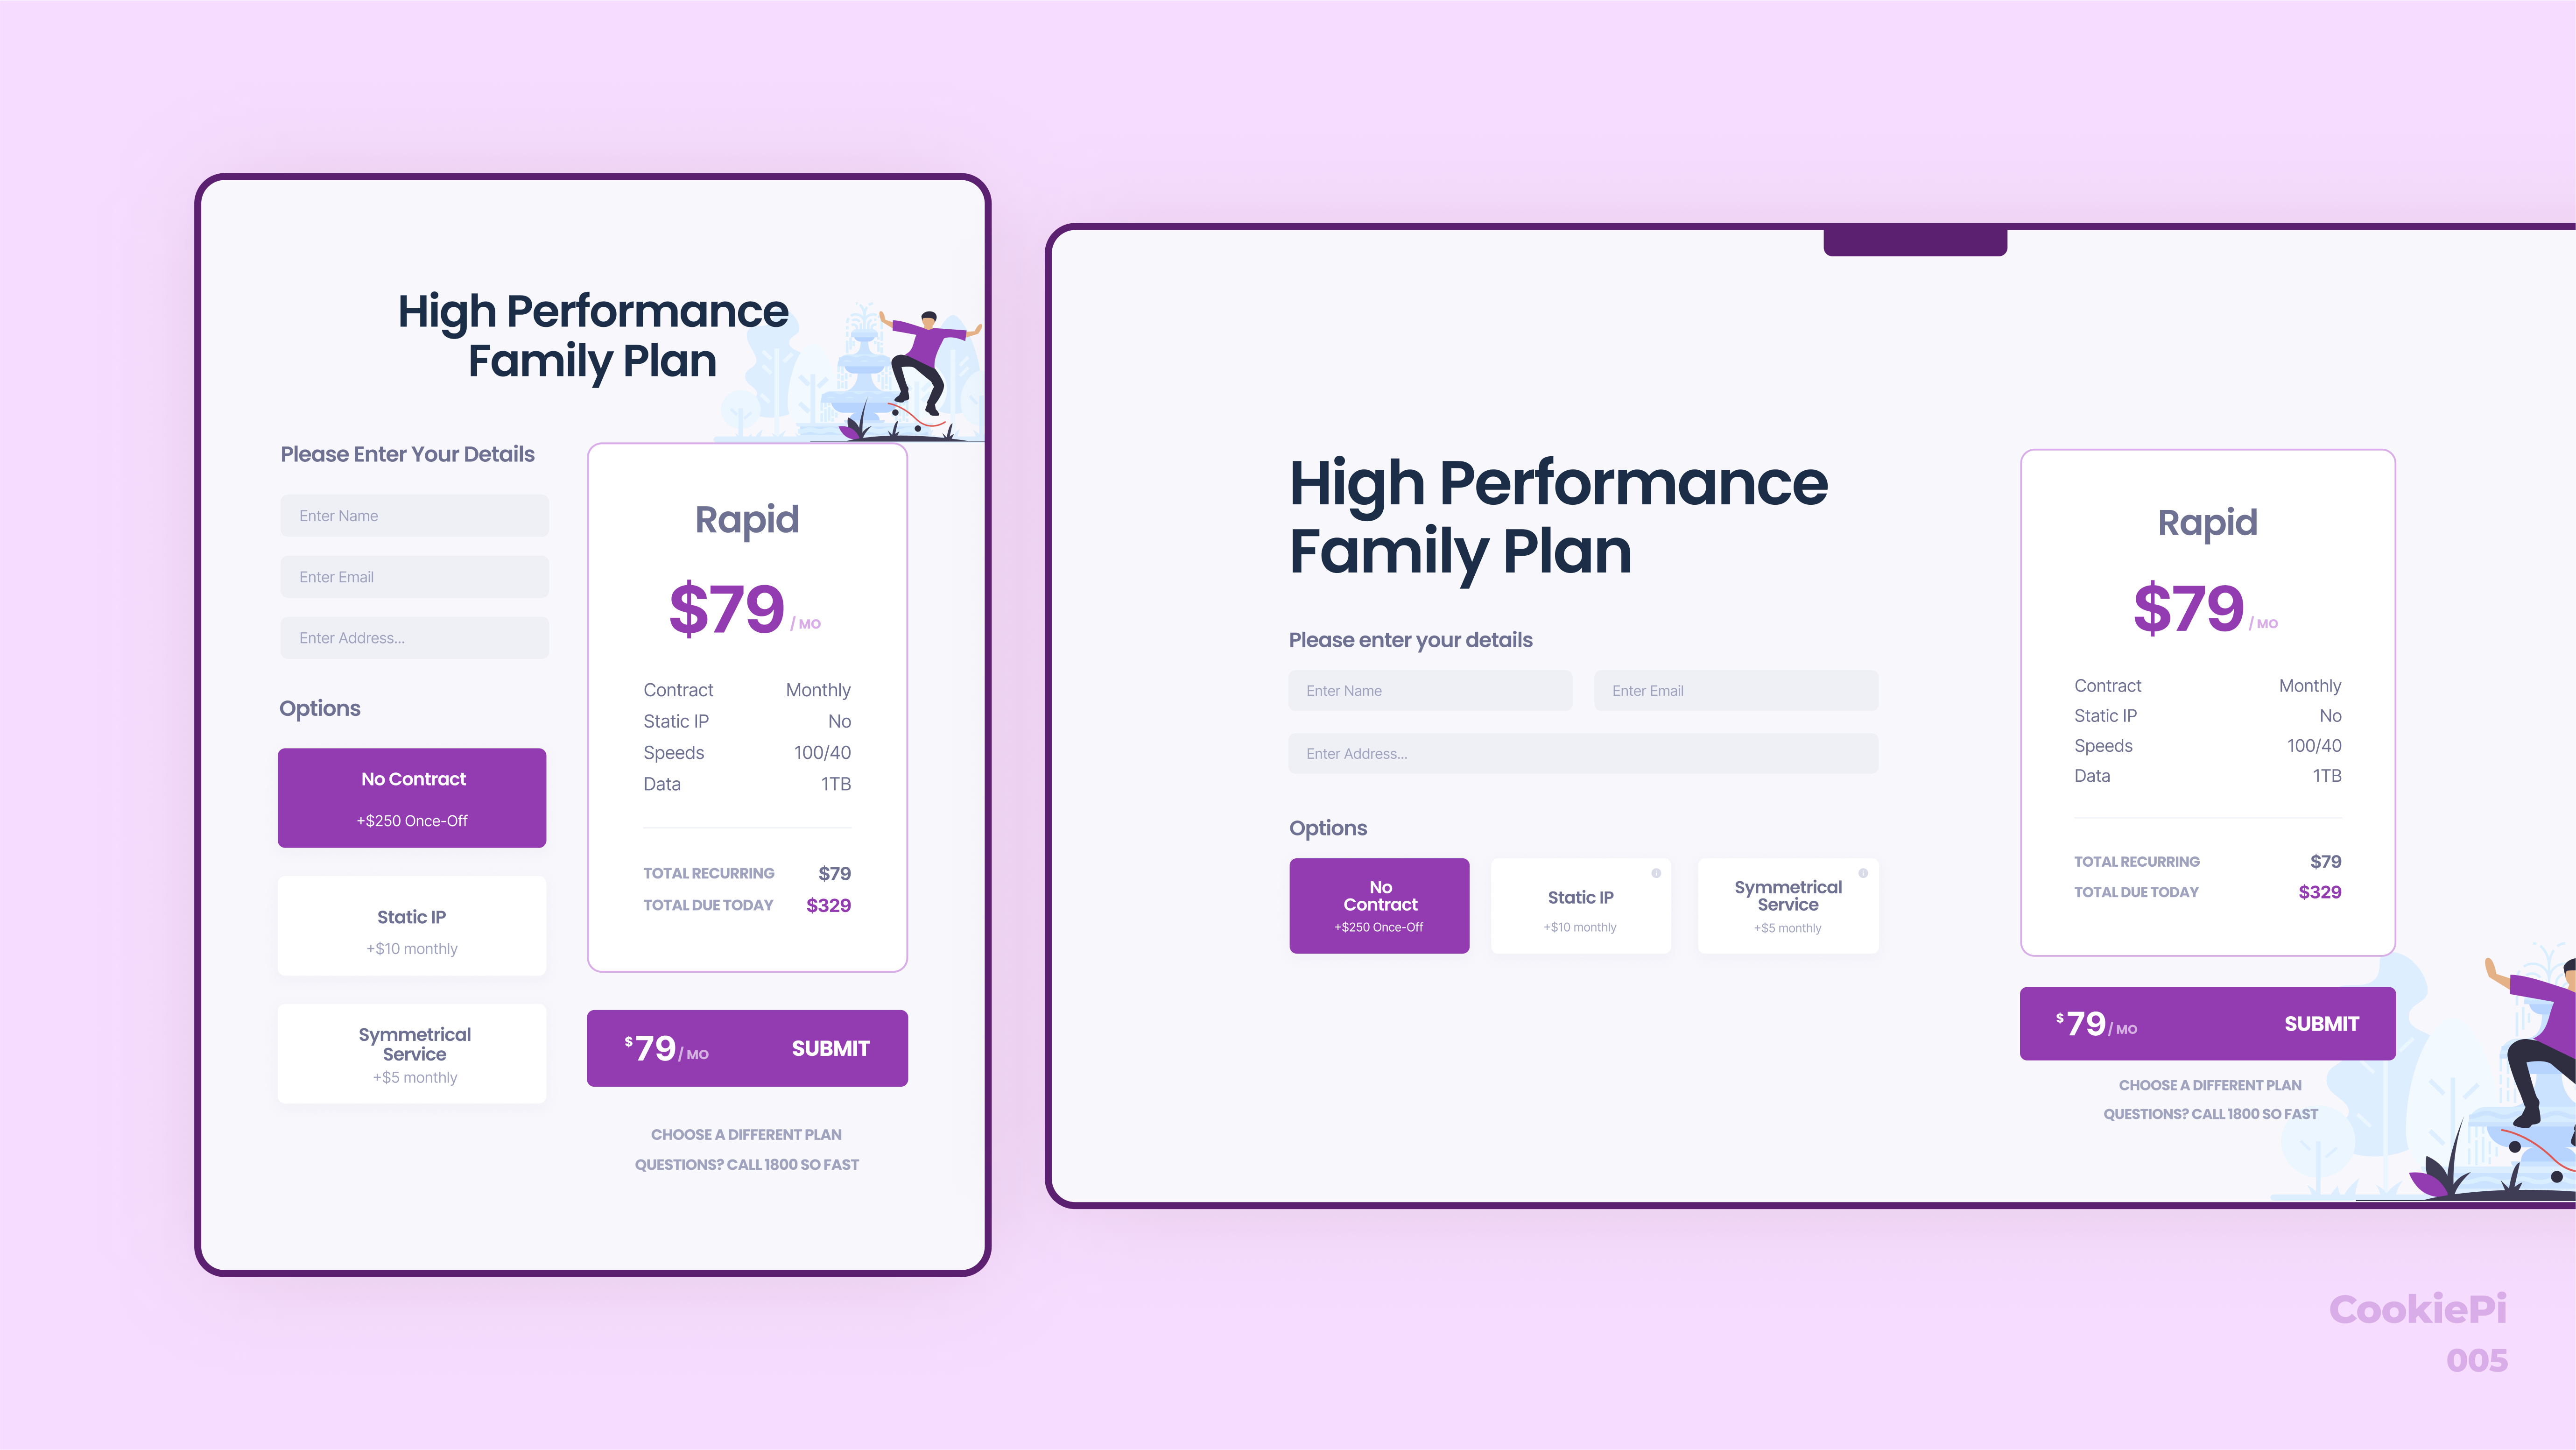 High Performance
Family Plan
Please Enter Your Details
Enter Name
Enter Email
Enter Address...
Options
No Contract
+$250 Once-Off
Static IP
+$10 monthly
Symmetrical
Service
+$5 monthly
Rapid
$79 / MO
Contract Monthly
Static IP No
Speeds 100/40
Data 1TB
TOTAL RECURRING $79
TOTAL DUE TODAY $329
$79 / MO SUBMIT
CHOOSE A DIFFERENT PLAN
QUESTIONS? CALL 1800 SO FAST
High Performance
Family Plan
Please enter your details
Enter Name Enter Email
Enter Address...
Options
No
Contract
+$250 Once-Off
Static IP
+$10 monthly
Symmetrical
Service
+$5 monthly
Rapid
$79 / MO
Contract Monthly
Static IP No
Speeds 100/40
Data 1TB
TOTAL RECURRING $79
TOTAL DUE TODAY $329
$79 / MO SUBMIT
CHOOSE A DIFFERENT PLAN
QUESTIONS? CALL 1800 SO FAST
CookiePi
005